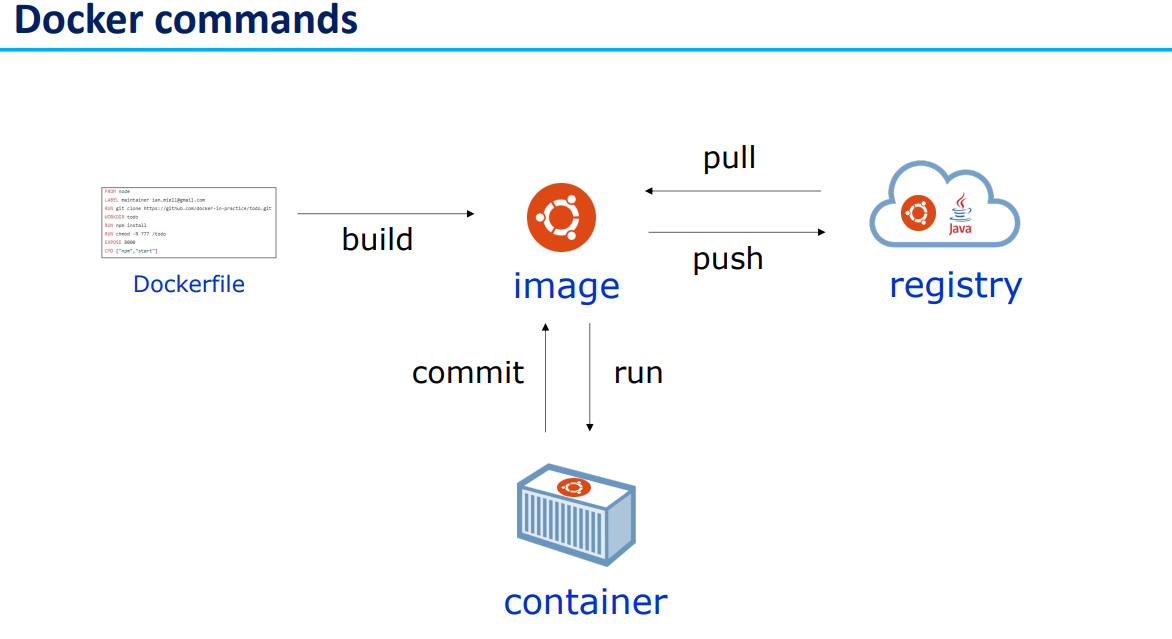 Docker commands
FROM node
LABEL maintainer ian.miell@gmail.com
RUN git clone https://github.com/docker-in-practice/todo.git
WORKDIR todo
RUN npm install
RUN chmod -R 777 /todo
EXPOSE 8000
CMD ["npm","start"]
Dockerfile
build
image
pull
push
Java
registry
commit
run
container